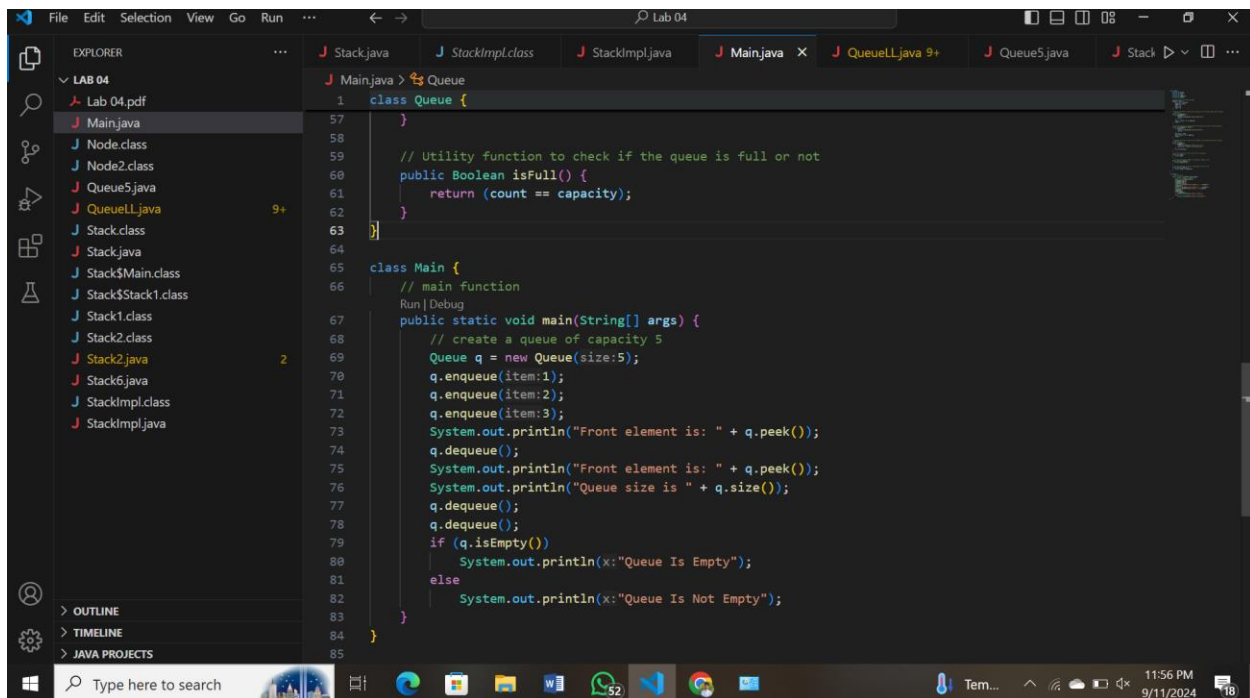 File Edit Selection View Go Run ... Lab 04
EXPLORER
LAB 04
Lab 04.pdf
Main.java
Node.class
Node2.class
Queue5.java
QueueLL.java 9+
Stack.class
Stack.java
Stack$Main.class
Stack$Stack1.class
Stack1.class
Stack2.class
Stack2.java 2
Stack6.java
StackImpl.class
StackImpl.java
OUTLINE
TIMELINE
JAVA PROJECTS
Stack.java StackImpl.class StackImpl.java Main.java QueueLL.java 9+ Queue5.java Stack
Main.java > Queue
1 class Queue {
57 }
58
59 // Utility function to check if the queue is full or not
60 public Boolean isFull() {
61 return (count == capacity);
62 }
63 }
64
65 class Main {
66 // main function
Run | Debug
67 public static void main(String[] args) {
68 // create a queue of capacity 5
69 Queue q = new Queue(size:5);
70 q.enqueue(item:1);
71 q.enqueue(item:2);
72 q.enqueue(item:3);
73 System.out.println("Front element is: " + q.peek());
74 q.dequeue();
75 System.out.println("Front element is: " + q.peek());
76 System.out.println("Queue size is " + q.size());
77 q.dequeue();
78 q.dequeue();
79 if (q.isEmpty())
80 System.out.println(x:"Queue Is Empty");
81 else
82 System.out.println(x:"Queue Is Not Empty");
83 }
84 }
85
Type here to search 52 Tem... 11:56 PM
9/11/2024 18